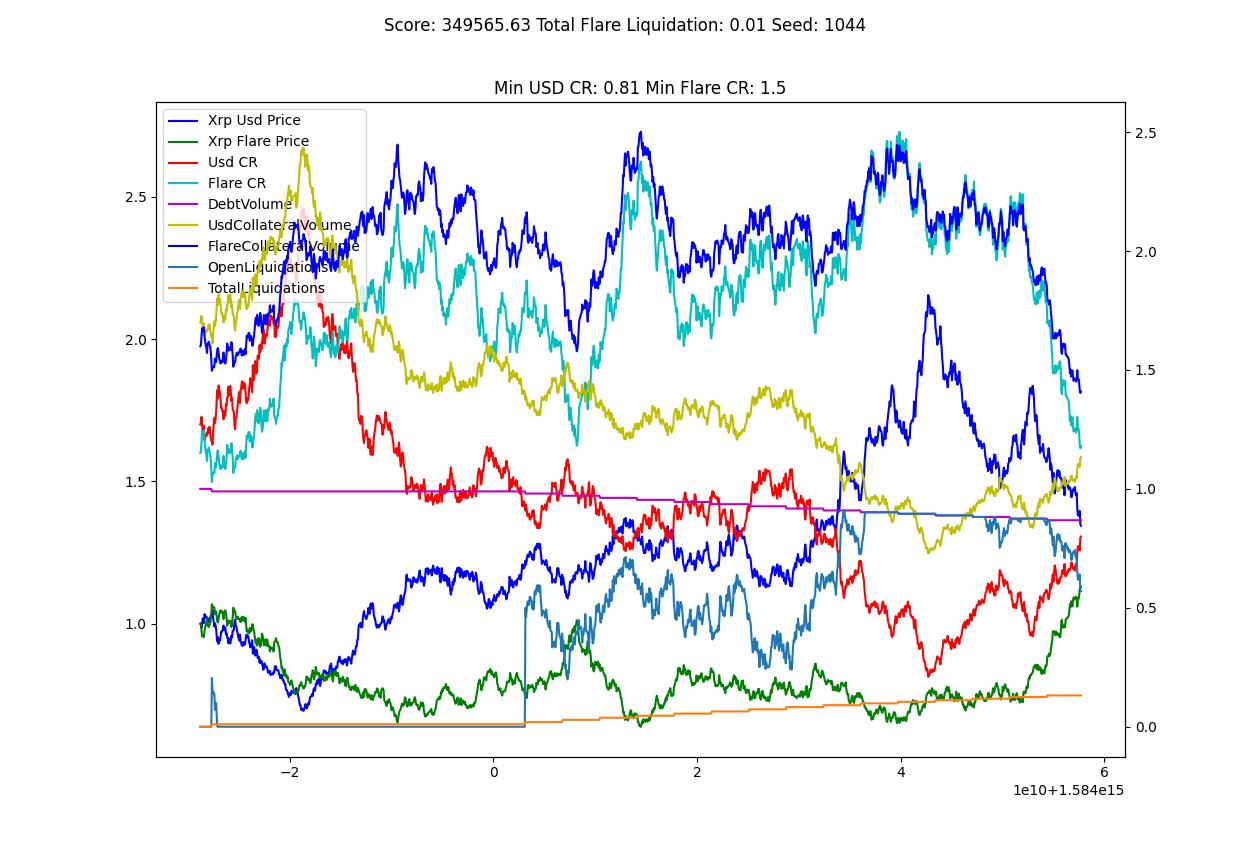 Score: 349565.63 Total Flare Liquidation: 0.01 Seed: 1044
Min USD CR: 0.81 Min Flare CR: 1.5
Xrp Usd Price
Xrp Flare Price
Usd CR
Flare CR
DebtVolume
UsdCollateralVolume
FlareCollateralVolume
OpenLiquidations
TotalLiquidations
2.5
2.0
1.5
1.0
2.5
2.0
1.5
1.0
0.5
0.0
−2
0
2
4
6
1e10+1.584e15